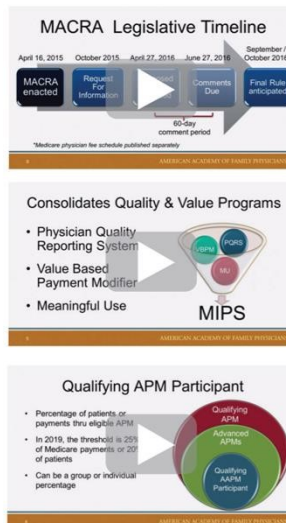 MACRA Legislative Timeline
April 16, 2015 October 2015 April 27, 2016 June 27, 2016 September /
October 2016
MACRA
enacted
Request
For
Information
Comments
Due
Final Rule
anticipated
60-day
comment period
*Medicare physician fee schedule published separately
AMERICAN ACADEMY OF FAMILY PHYSICIANS
Consolidates Quality & Value Programs
• Physician Quality
Reporting System
• Value Based
Payment Modifier
• Meaningful Use
VBPM
PQRS
MU
MIPS
AMERICAN ACADEMY OF FAMILY PHYSICIANS
Qualifying APM Participant
• Percentage of patients or
payments thru eligible APM
• In 2019, the threshold is 25%
of Medicare payments or 20%
of patients
• Can be a group or individual
percentage
Qualifying
APM
Advanced
APMs
Qualifying
AAPM
Participant
AMERICAN ACADEMY OF FAMILY PHYSICIANS